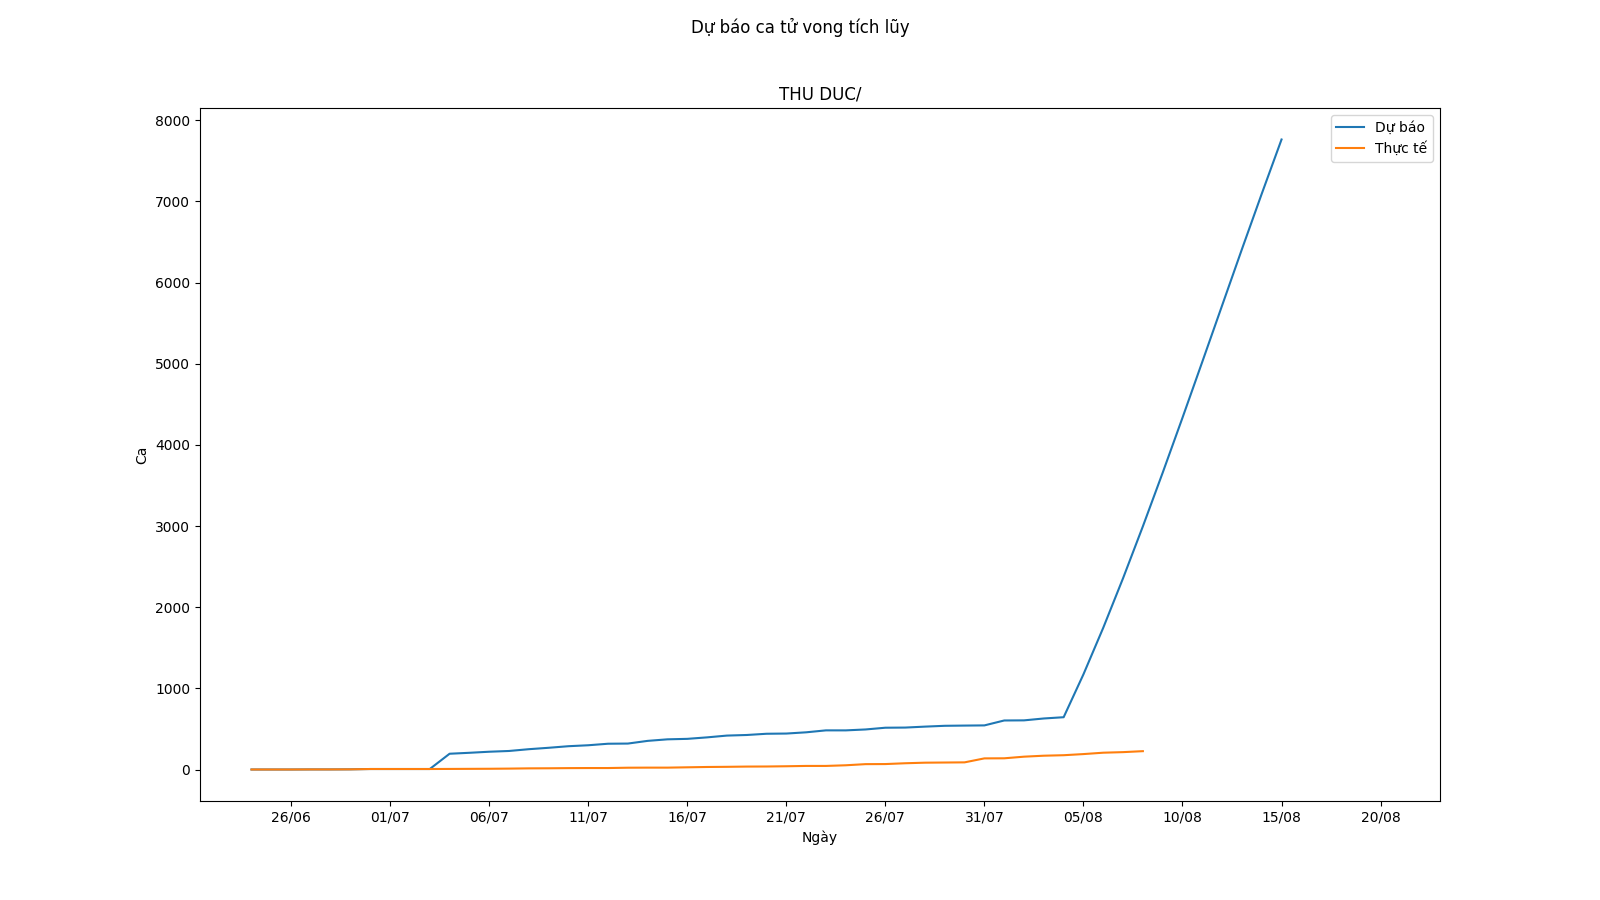 Dự báo ca tử vong tích lũy
THU DUC/
Dự báo
Thực tế
8000
7000
6000
5000
4000
3000
2000
1000
0
Ca
26/06 01/07 06/07 11/07 16/07 21/07 26/07 31/07 05/08 10/08 15/08 20/08
Ngày